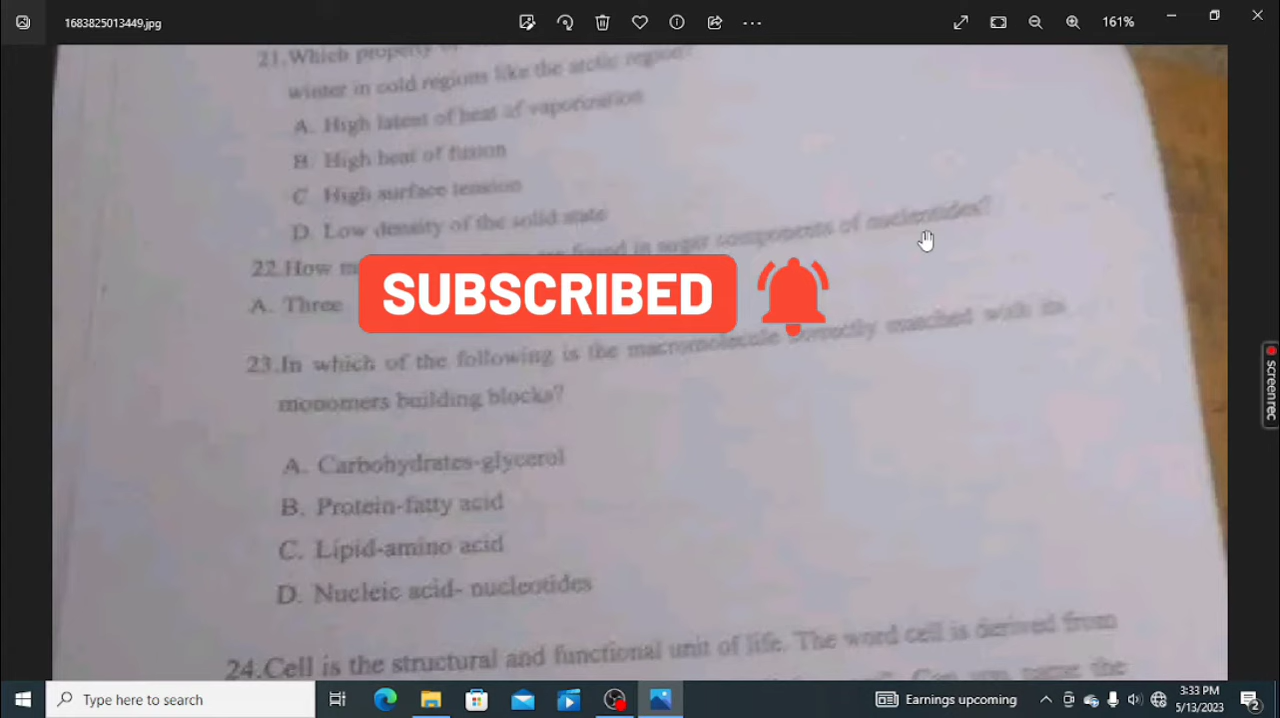 1683825013449.jpg
161%
21.Which property
winter in cold regions like the arctic region?
A. High latent of heat of vaporization
B. High heat of fusion
C. High surface tension
D. Low density of the solid state
22.How found in sugar components of nucleotides?
A. Three
SUBSCRIBED
23.In which of the following is the macromolecule correctly matched with its
monomers building blocks?
A. Carbohydrates-glycerol
B. Protein-fatty acid
C. Lipid-amino acid
D. Nucleic acid- nucleotides
24.Cell is the structural and functional unit of life. The word cell is derived from
name the
screenrec
Type here to search
Earnings upcoming
3:33 PM
5/13/2023
2